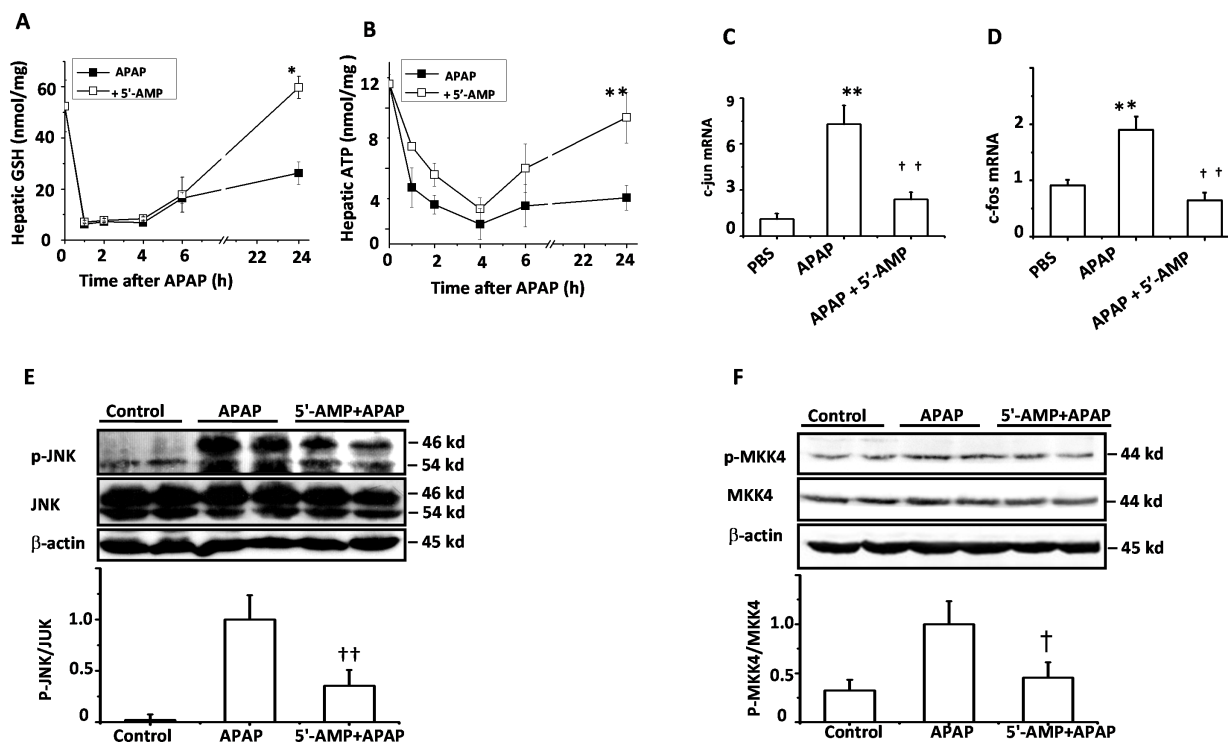 A
Hepatic GSH (nmol/mg)
60
40
20
0
APAP
+ 5'-AMP
*
0 2 4 6 22 24
Time after APAP (h)
B
Hepatic ATP (nmol/mg)
12
8
4
0
APAP
+ 5'-AMP
**
0 2 4 6 22 24
Time after APAP (h)
C
c-jun mRNA
9
6
3
0
**
† †
PBS
APAP
APAP + 5'-AMP
D
c-fos mRNA
2
1
0
**
† †
PBS
APAP
APAP + 5'-AMP
E
Control APAP 5'-AMP+APAP
p-JNK
46 kd
54 kd
JNK
46 kd
54 kd
β-actin
45 kd
P-JNK/JUK
1.0
0.5
0
††
Control APAP 5'-AMP+APAP
F
Control APAP 5'-AMP+APAP
p-MKK4
44 kd
MKK4
44 kd
β-actin
45 kd
P-MKK4/MKK4
1.0
0.5
0
†
Control APAP 5'-AMP+APAP